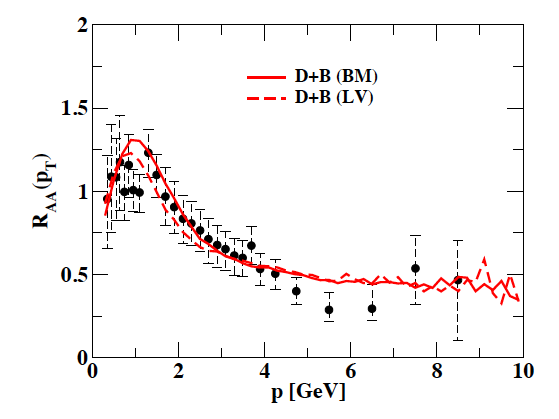 2
D+B (BM)
D+B (LV)
1.5
R_AA(p_T)
1
0.5
0
0 2 4 6 8 10
p [GeV]